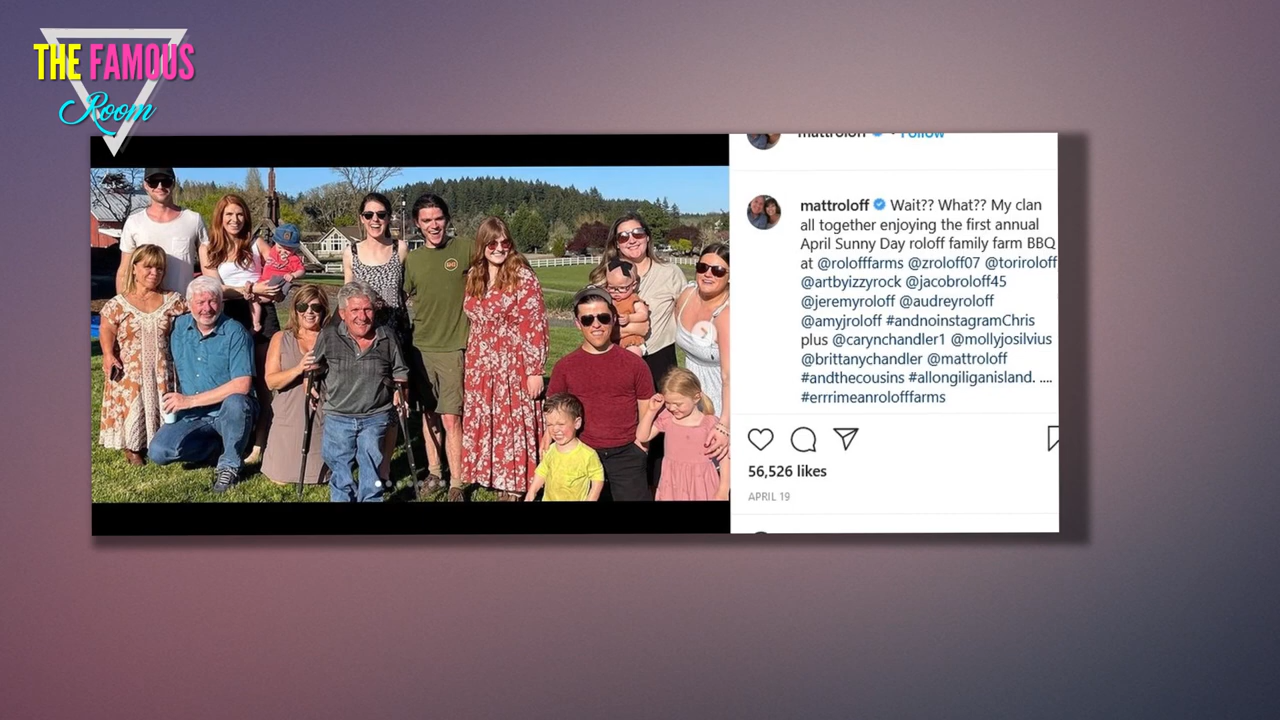 THE FAMOUS
Room
mattroloff • Follow
mattroloff Wait?? What?? My clan
all together enjoying the first annual
April Sunny Day roloff family farm BBQ
at @rolofffarms @zroloff07 @toriroloff
@artbyizzyrock @jacobroloff45
@jeremyroloff @audreyroloff
@amyjroloff #andnoinstagramChris
plus @carynchandler1 @mollyjosilvius
@brittanychandler @mattroloff
#andthecousins #allongiliganisland. ....
#errrimeanrolofffarms
56,526 likes
APRIL 19